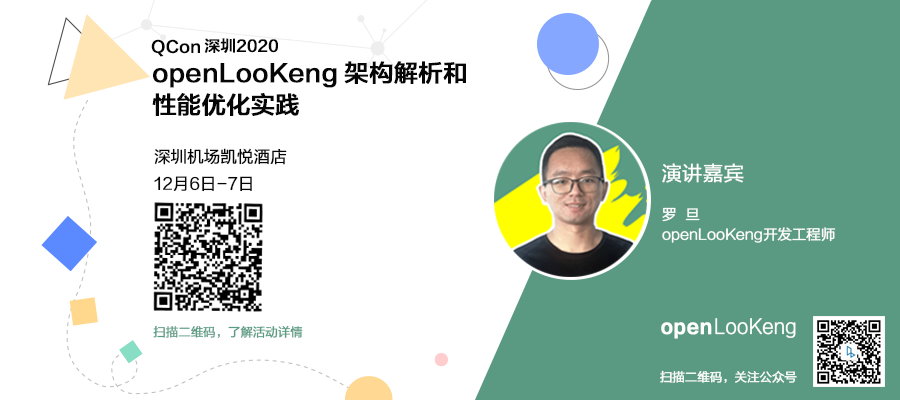 QCon 深圳2020
openLooKeng 架构解析和
性能优化实践
深圳机场凯悦酒店
12月6日-7日
扫描二维码，了解活动详情
演讲嘉宾
罗 旦
openLooKeng开发工程师
openLooKeng
扫描二维码，关注公众号